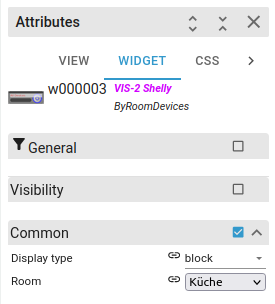 Attributes
VIEW WIDGET CSS
w000003 VIS-2 Shelly
ByRoomDevices
General
Visibility
Common
Display type block
Room Küche